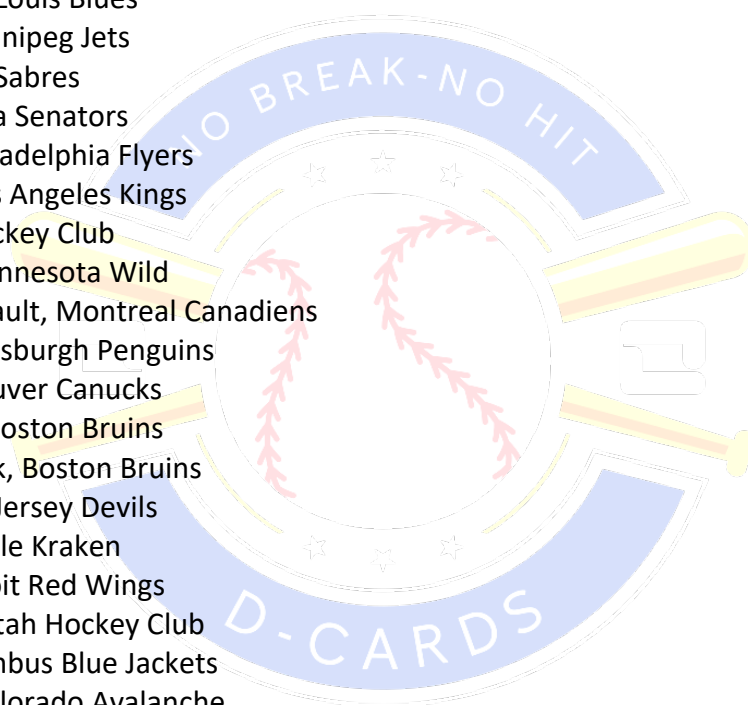 Louis Blues
nipeg Jets
Sabres
a Senators
adelphia Flyers
s Angeles Kings
ckey Club
nnesota Wild
ault, Montreal Canadiens
sburgh Penguins
uver Canucks
oston Bruins
k, Boston Bruins
Jersey Devils
le Kraken
oit Red Wings
tah Hockey Club
nbus Blue Jackets
olorado Avalanche
NO BREAK-NO HIT
D-CARDS